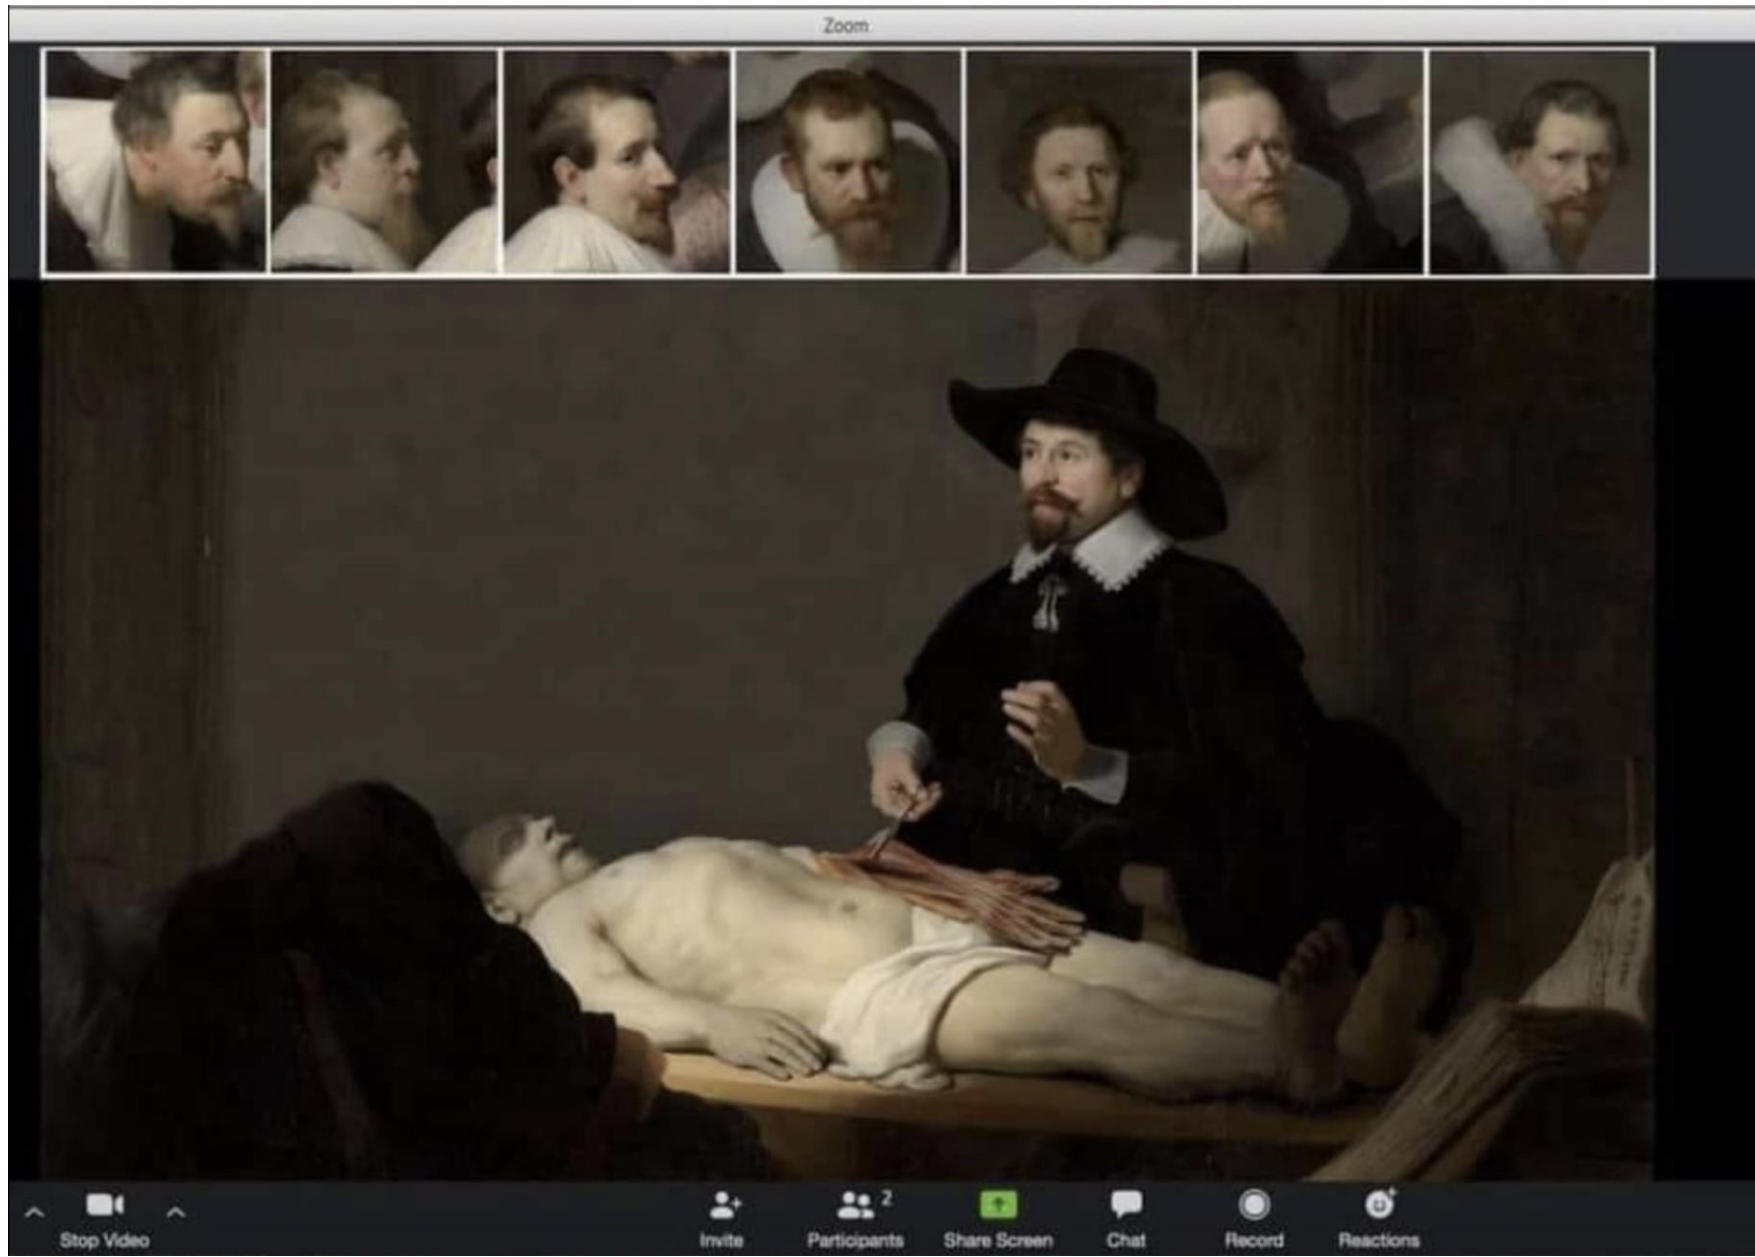 Zoom
Stop Video
Invite
Participants 2
Share Screen
Chat
Record
Reactions